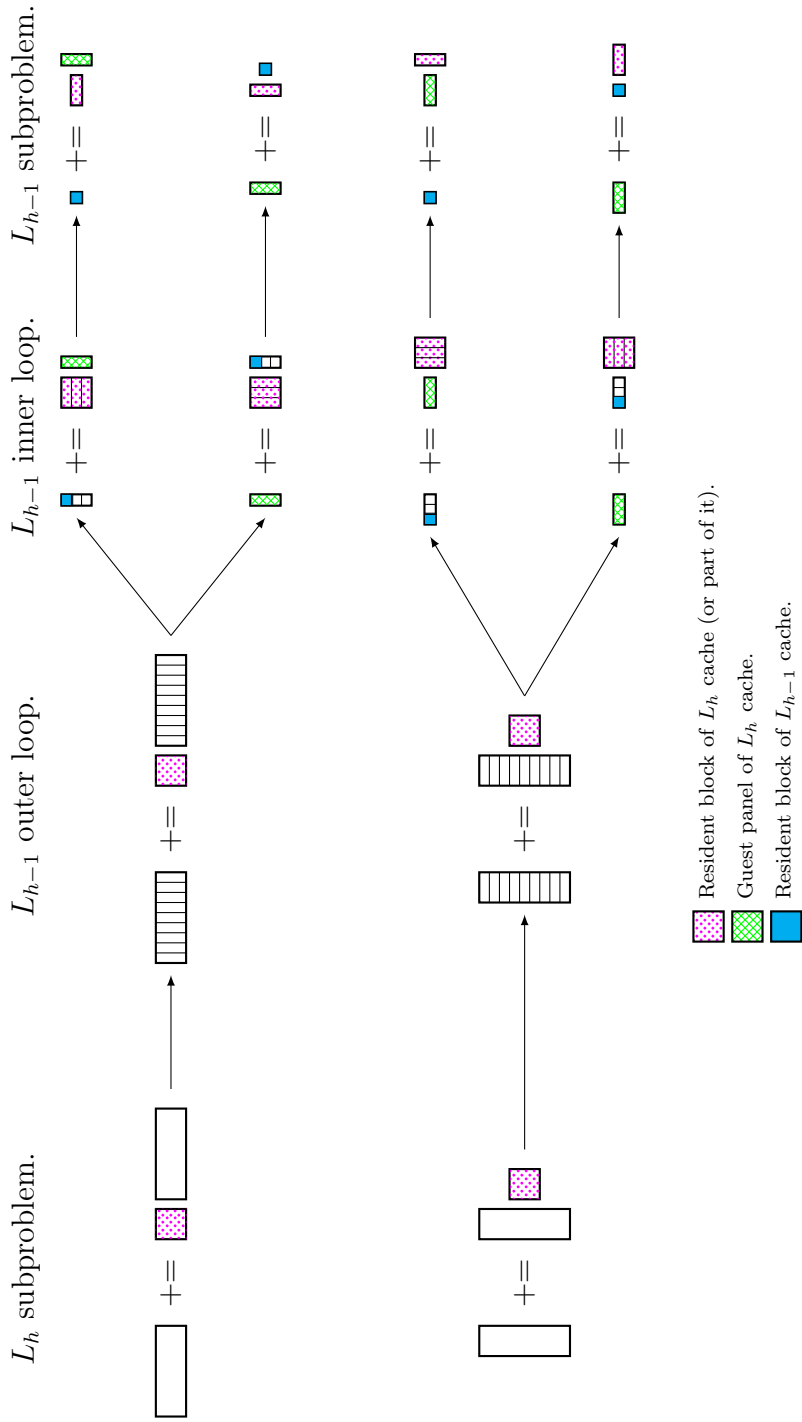 $L_h$ subproblem.
$L_{h-1}$ outer loop.
$L_{h-1}$ inner loop.
$L_{h-1}$ subproblem.
+=
+=
+=
+=
+=
+=
+=
+=
+=
+=
+=
+=
Resident block of $L_h$ cache (or part of it).
Guest panel of $L_h$ cache.
Resident block of $L_{h-1}$ cache.